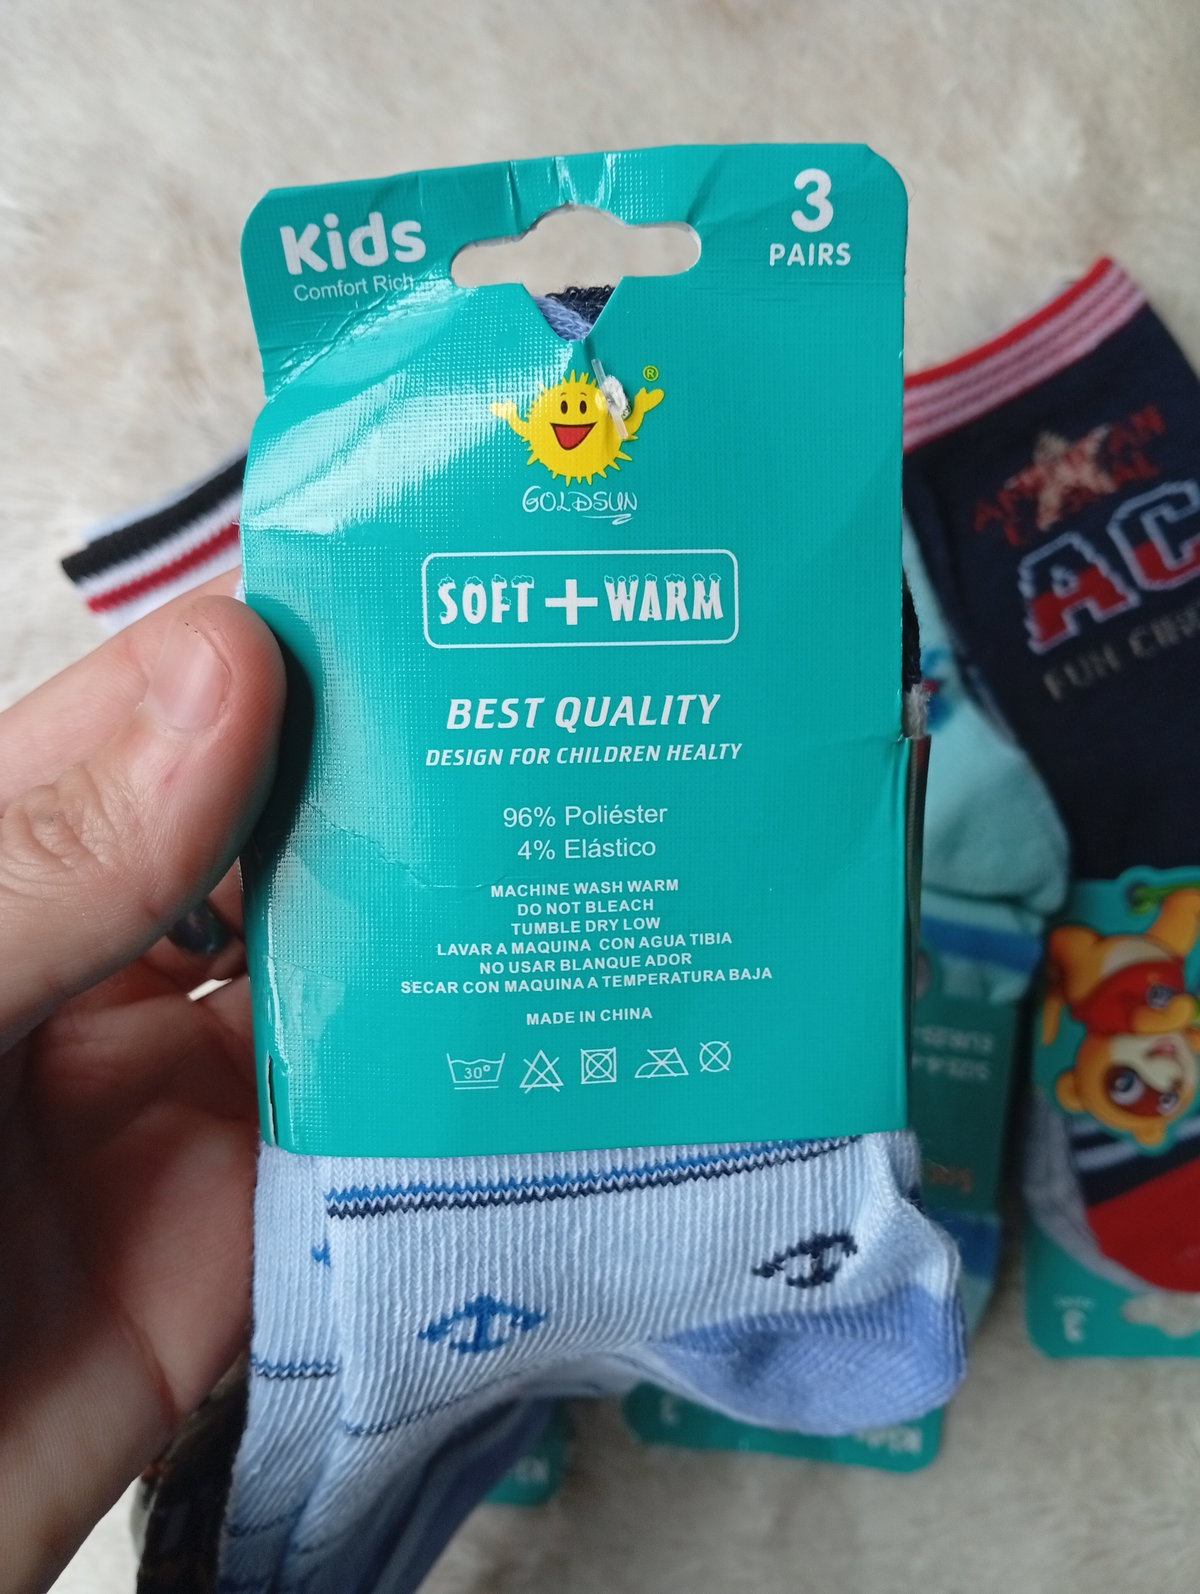 Kids
Comfort Rich
3
PAIRS
®
GOLDSUN
SOFT + WARM
BEST QUALITY
DESIGN FOR CHILDREN HEALTY
96% Poliéster
4% Elástico
MACHINE WASH WARM
DO NOT BLEACH
TUMBLE DRY LOW
LAVAR A MAQUINA CON AGUA TIBIA
NO USAR BLANQUE ADOR
SECAR CON MAQUINA A TEMPERATURA BAJA
MADE IN CHINA
30°
AC
FUN
3